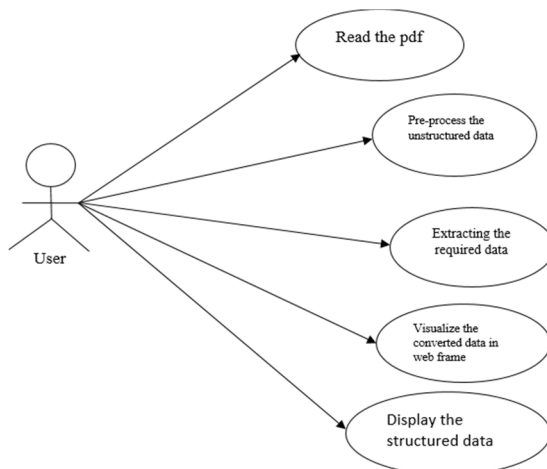 Read the pdf
Pre-process the
unstructured data
Extracting the
required data
User
Visualize the
converted data in
web frame
Display the
structured data